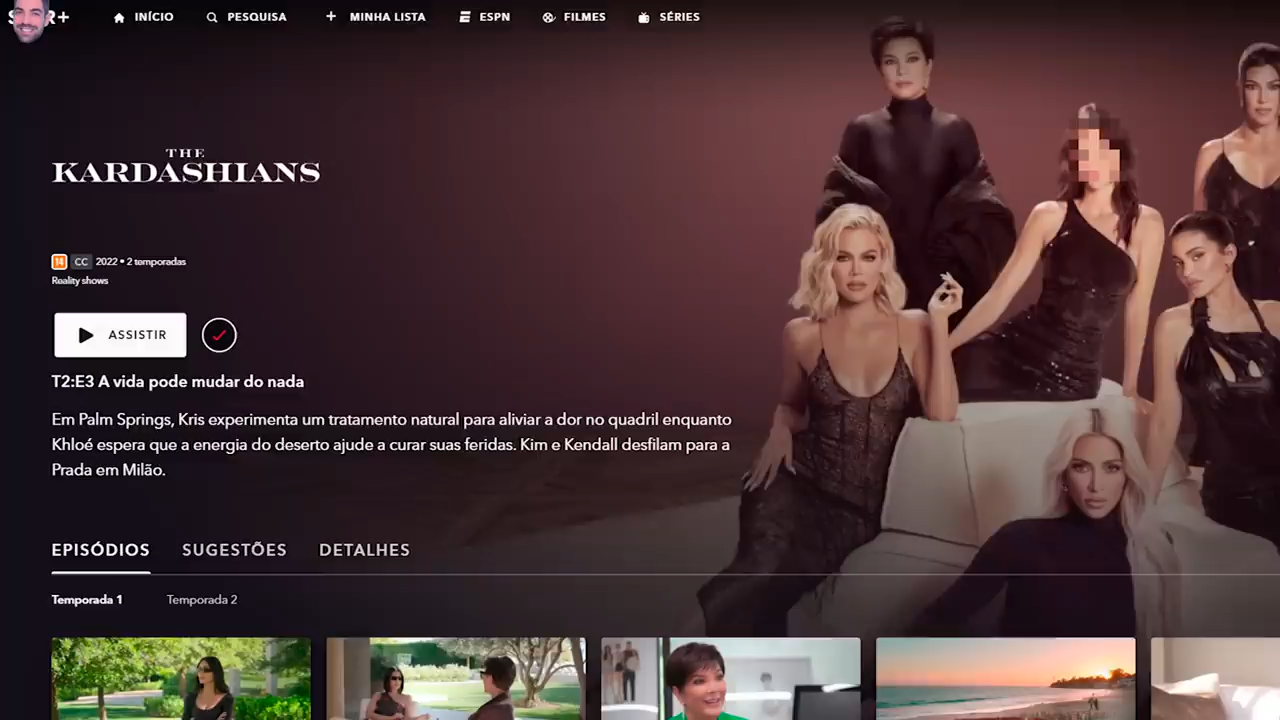 INÍCIO
PESQUISA
MINHA LISTA
ESPN
FILMES
SÉRIES
THE
KARDASHIANS
14 CC 2022 • 2 temporadas
Reality shows
ASSISTIR
T2:E3 A vida pode mudar do nada
Em Palm Springs, Kris experimenta um tratamento natural para aliviar a dor no quadril enquanto
Khloé espera que a energia do deserto ajude a curar suas feridas. Kim e Kendall desfilam para a
Prada em Milão.
EPISÓDIOS
SUGESTÕES
DETALHES
Temporada 1
Temporada 2